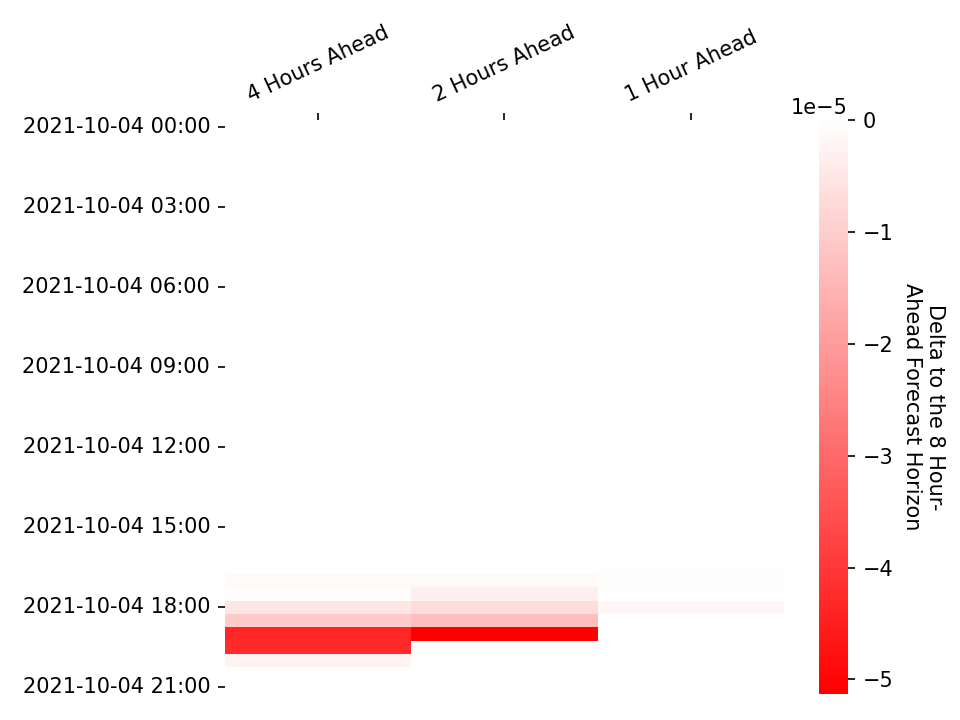 4 Hours Ahead
2 Hours Ahead
1 Hour Ahead
1e−5
2021-10-04 00:00
2021-10-04 03:00
2021-10-04 06:00
2021-10-04 09:00
2021-10-04 12:00
2021-10-04 15:00
2021-10-04 18:00
2021-10-04 21:00
0
−1
−2
−3
−4
−5
Delta to the 8 Hour-
Ahead Forecast Horizon